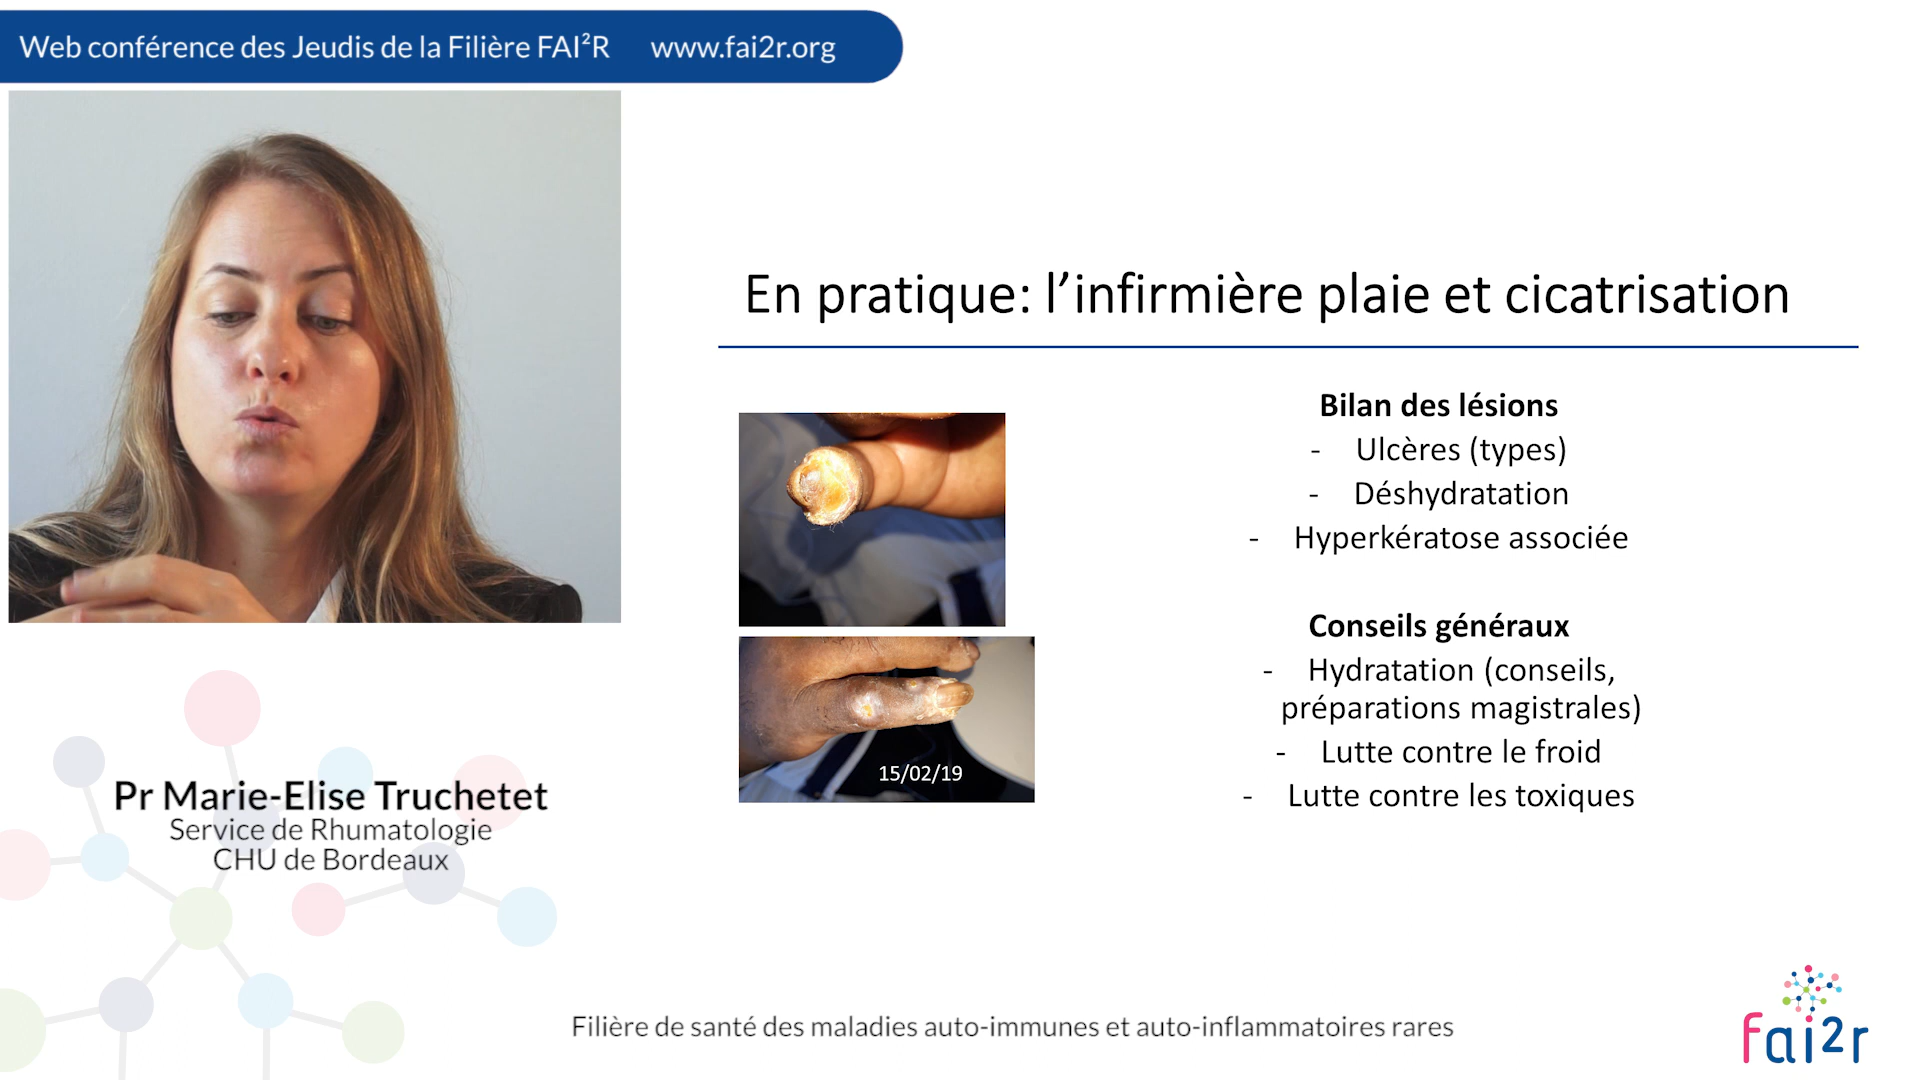 Web conférence des Jeudis de la Filière FAI²R www.fai2r.org
En pratique: l’infirmière plaie et cicatrisation
Bilan des lésions
- Ulcères (types)
- Déshydratation
- Hyperkératose associée
Conseils généraux
- Hydratation (conseils,
préparations magistrales)
- Lutte contre le froid
- Lutte contre les toxiques
15/02/19
Pr Marie-Elise Truchetet
Service de Rhumatologie
CHU de Bordeaux
Filière de santé des maladies auto-immunes et auto-inflammatoires rares
fai2r